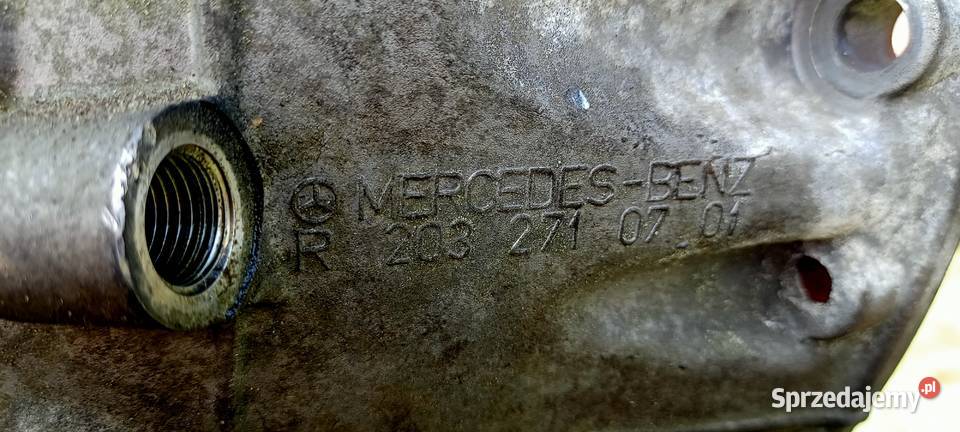 MERCEDES-BENZ
R 203 271 07 01
Sprzedajemy.pl